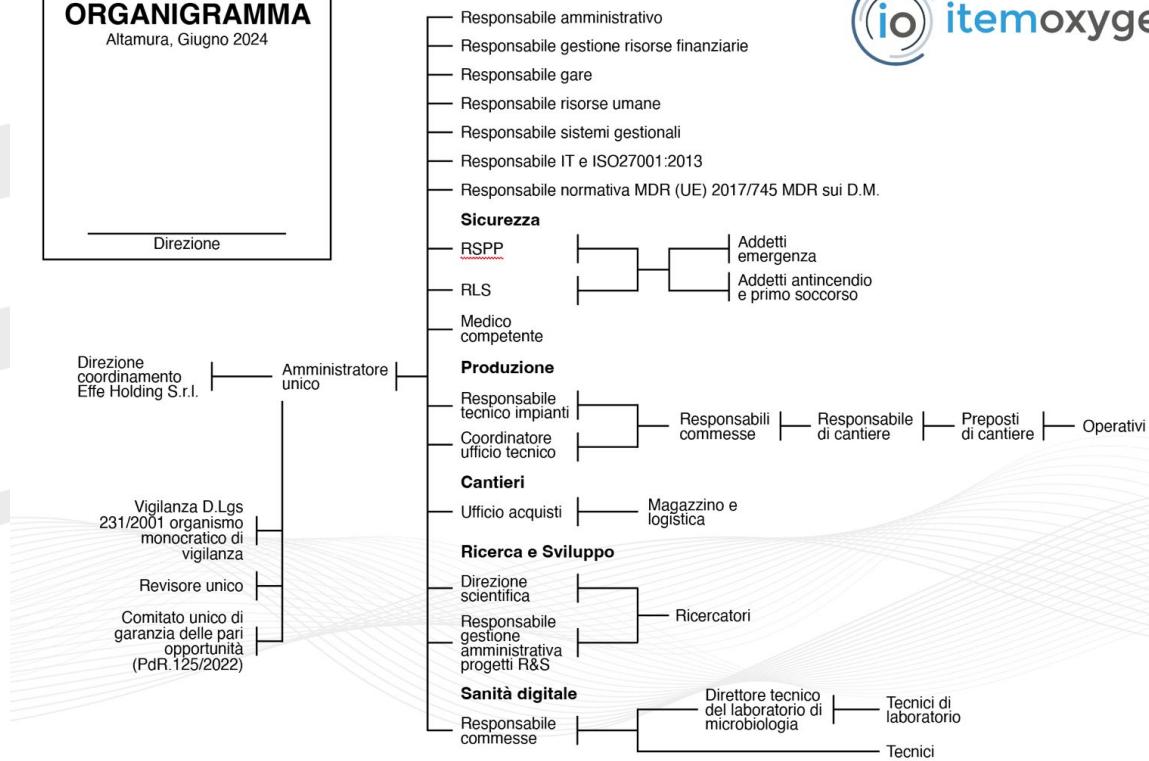 ORGANIGRAMMA
Altamura, Giugno 2024
Direzione
io itemoxyge
Responsabile amministrativo
Responsabile gestione risorse finanziarie
Responsabile gare
Responsabile risorse umane
Responsabile sistemi gestionali
Responsabile IT e ISO27001:2013
Responsabile normativa MDR (UE) 2017/745 MDR sui D.M.
Sicurezza
RSPP
RLS
Addetti
emergenza
Addetti antincendio
e primo soccorso
Medico
competente
Direzione
coordinamento
Effe Holding S.r.l.
Amministratore
unico
Produzione
Responsabile
tecnico impianti
Coordinatore
ufficio tecnico
Responsabili
commesse
Responsabile
di cantiere
Preposti
di cantiere
Operativi
Cantieri
Ufficio acquisti
Magazzino e
logistica
Vigilanza D.Lgs
231/2001 organismo
monocratico di
vigilanza
Revisore unico
Comitato unico di
garanzia delle pari
opportunità
(PdR.125/2022)
Ricerca e Sviluppo
Direzione
scientifica
Responsabile
gestione
amministrativa
progetti R&S
Ricercatori
Sanità digitale
Responsabile
commesse
Direttore tecnico
del laboratorio di
microbiologia
Tecnici di
laboratorio
Tecnici